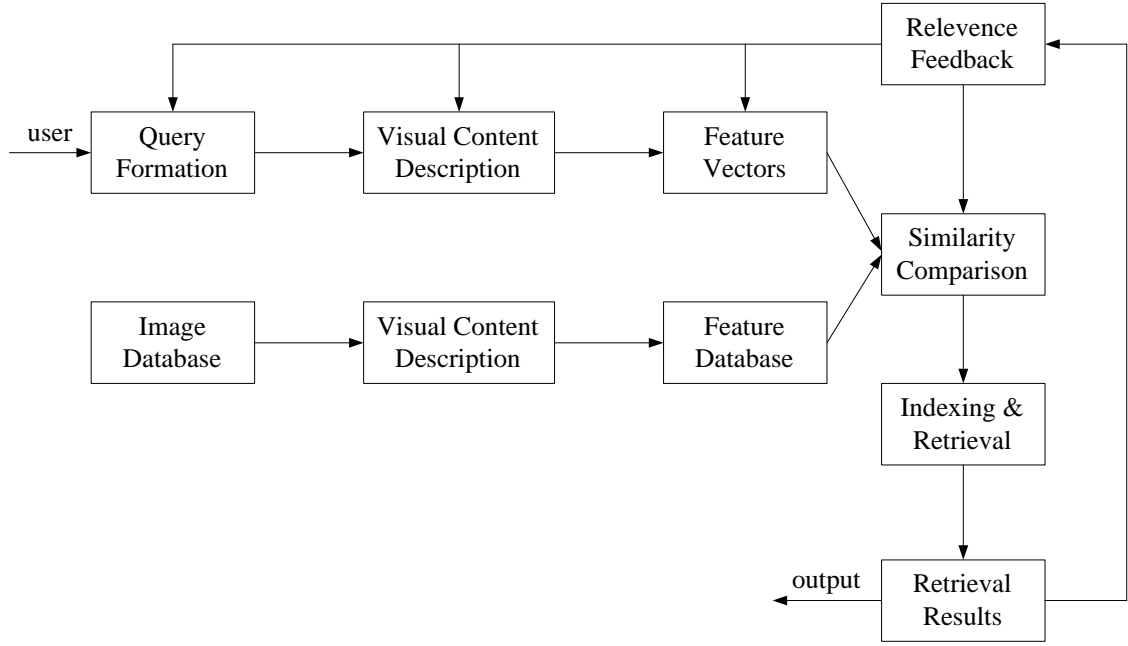 Relevence
Feedback
user
Query
Formation
Visual Content
Description
Feature
Vectors
Similarity
Comparison
Image
Database
Visual Content
Description
Feature
Database
Indexing &
Retrieval
output
Retrieval
Results